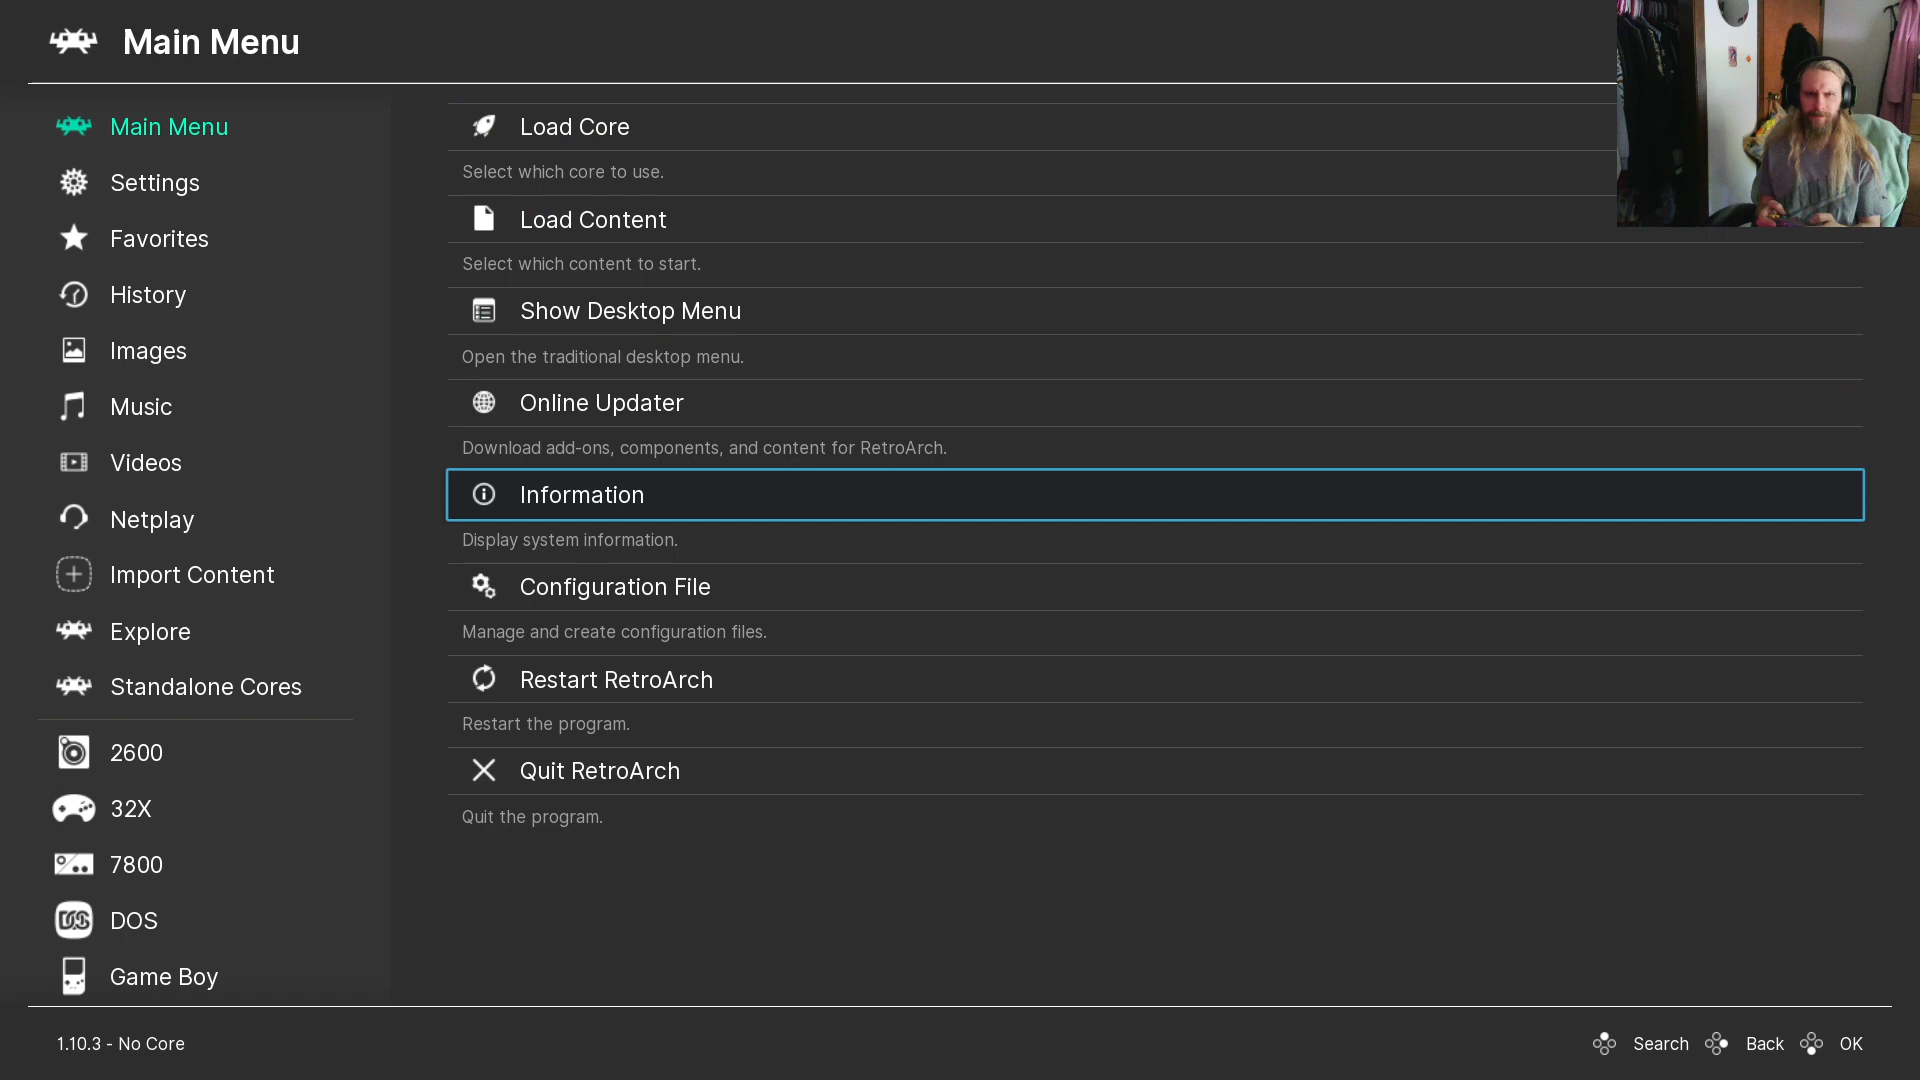 Main Menu
Main Menu
Settings
Favorites
History
Images
Music
Videos
Netplay
Import Content
Explore
Standalone Cores
2600
32X
7800
DOS
DOS
Game Boy
Load Core
Select which core to use.
Load Content
Select which content to start.
Show Desktop Menu
Open the traditional desktop menu.
Online Updater
Download add-ons, components, and content for RetroArch.
Information
Display system information.
Configuration File
Manage and create configuration files.
Restart RetroArch
Restart the program.
Quit RetroArch
Quit the program.
1.10.3 - No Core
Search Back OK